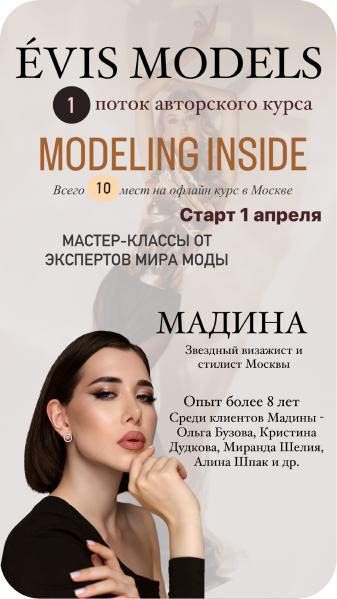 ÉVIS MODELS
1 поток авторского курса
MODELING INSIDE
Всего 10 мест на офлайн курс в Москве
Старт 1 апреля
МАСТЕР-КЛАССЫ ОТ
ЭКСПЕРТОВ МИРА МОДЫ
МАДИНА
Звездный визажист и
стилист Москвы
Опыт более 8 лет
Среди клиентов Мадины -
Ольга Бузова, Кристина
Дудкова, Миранда Шелия,
Алина Шпак и др.